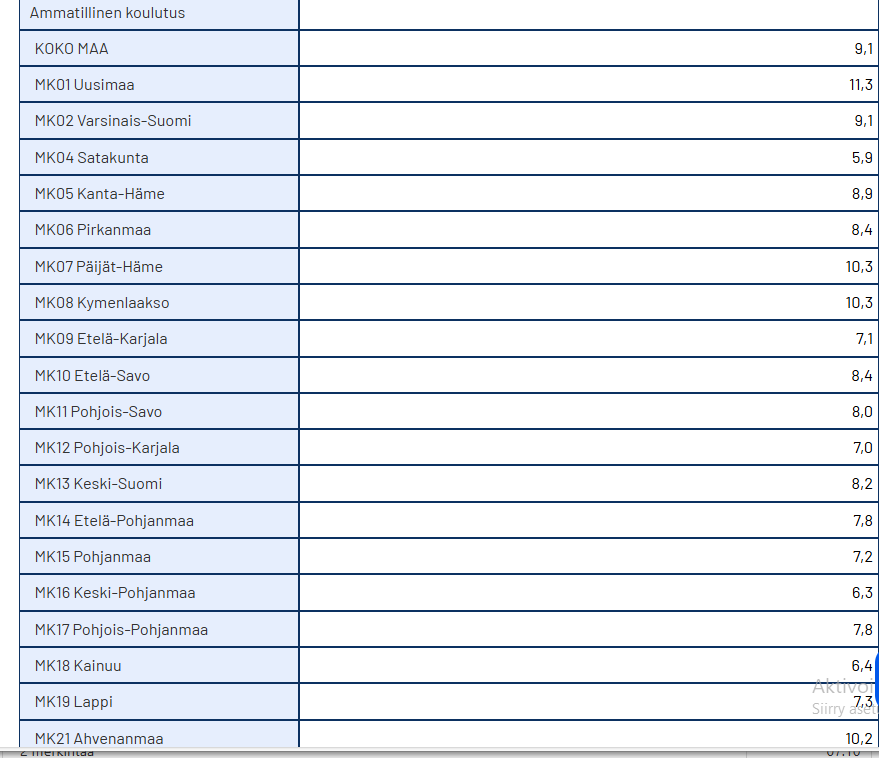 Ammatillinen koulutus
KOKO MAA 9,1
MK01 Uusimaa 11,3
MK02 Varsinais-Suomi 9,1
MK04 Satakunta 5,9
MK05 Kanta-Häme 8,9
MK06 Pirkanmaa 8,4
MK07 Päijät-Häme 10,3
MK08 Kymenlaakso 10,3
MK09 Etelä-Karjala 7,1
MK10 Etelä-Savo 8,4
MK11 Pohjois-Savo 8,0
MK12 Pohjois-Karjala 7,0
MK13 Keski-Suomi 8,2
MK14 Etelä-Pohjanmaa 7,8
MK15 Pohjanmaa 7,2
MK16 Keski-Pohjanmaa 6,3
MK17 Pohjois-Pohjanmaa 7,8
MK18 Kainuu 6,4
Aktivoi
MK19 Lappi 7,3
Siirry aset
MK21 Ahvenanmaa 10,2
2 merkintää